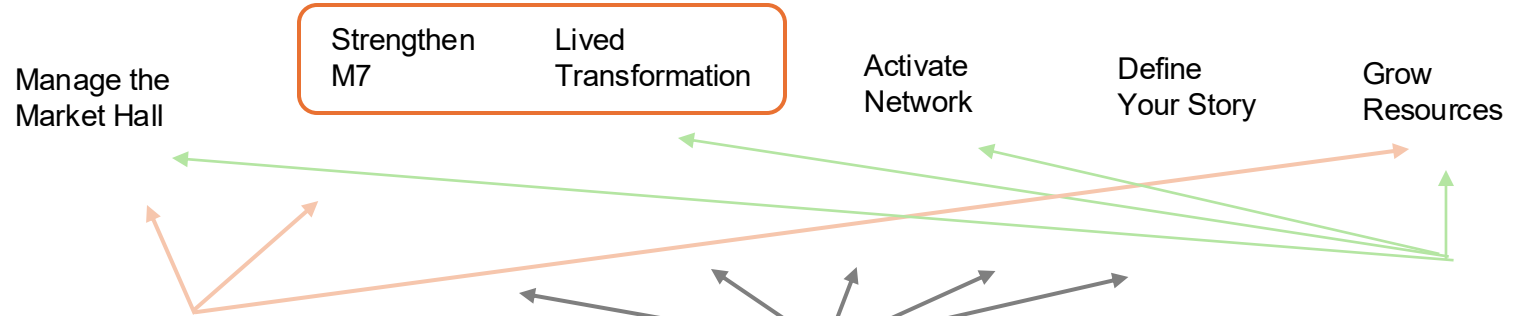 Manage the
Market Hall
Strengthen
M7
Lived
Transformation
Activate
Network
Define
Your Story
Grow
Resources